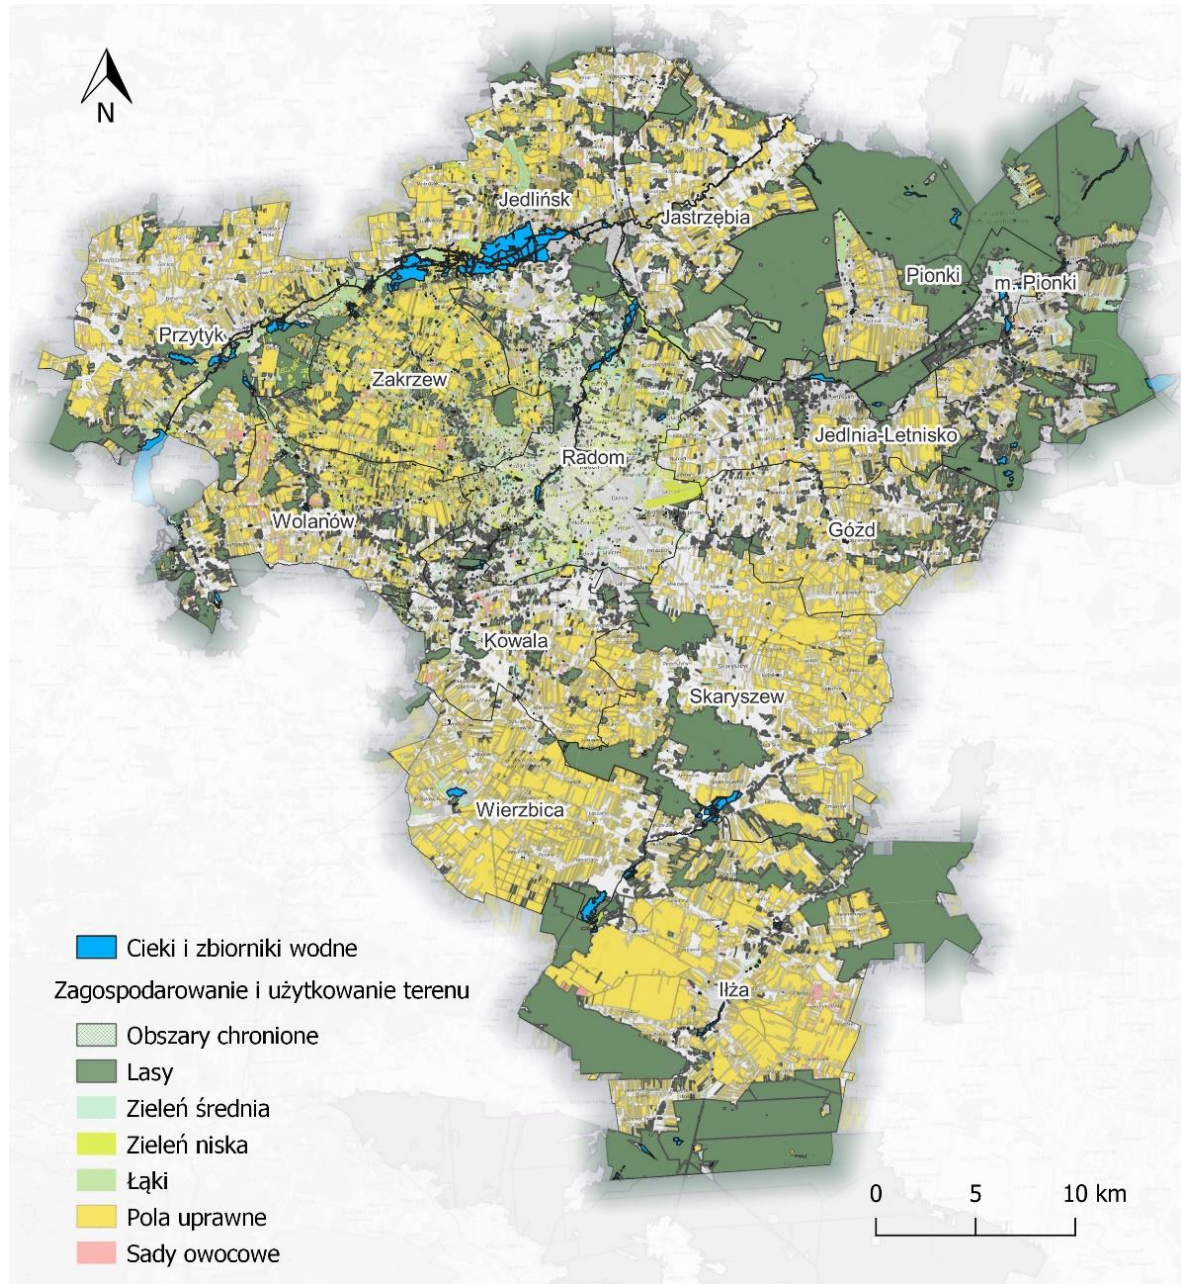 N
Jedlińsk
Jastrzębia
Pionki
m. Pionki
Przytyk
Zakrzew
Jedlnia-Letnisko
Radom
Wolanów
Gózd
Kowala
Skaryszew
Wierzbica
Iłża
Cieki i zbiorniki wodne
Zagospodarowanie i użytkowanie terenu
Obszary chronione
Lasy
Zieleń średnia
Zieleń niska
Łąki
Pola uprawne
Sady owocowe
0 5 10 km